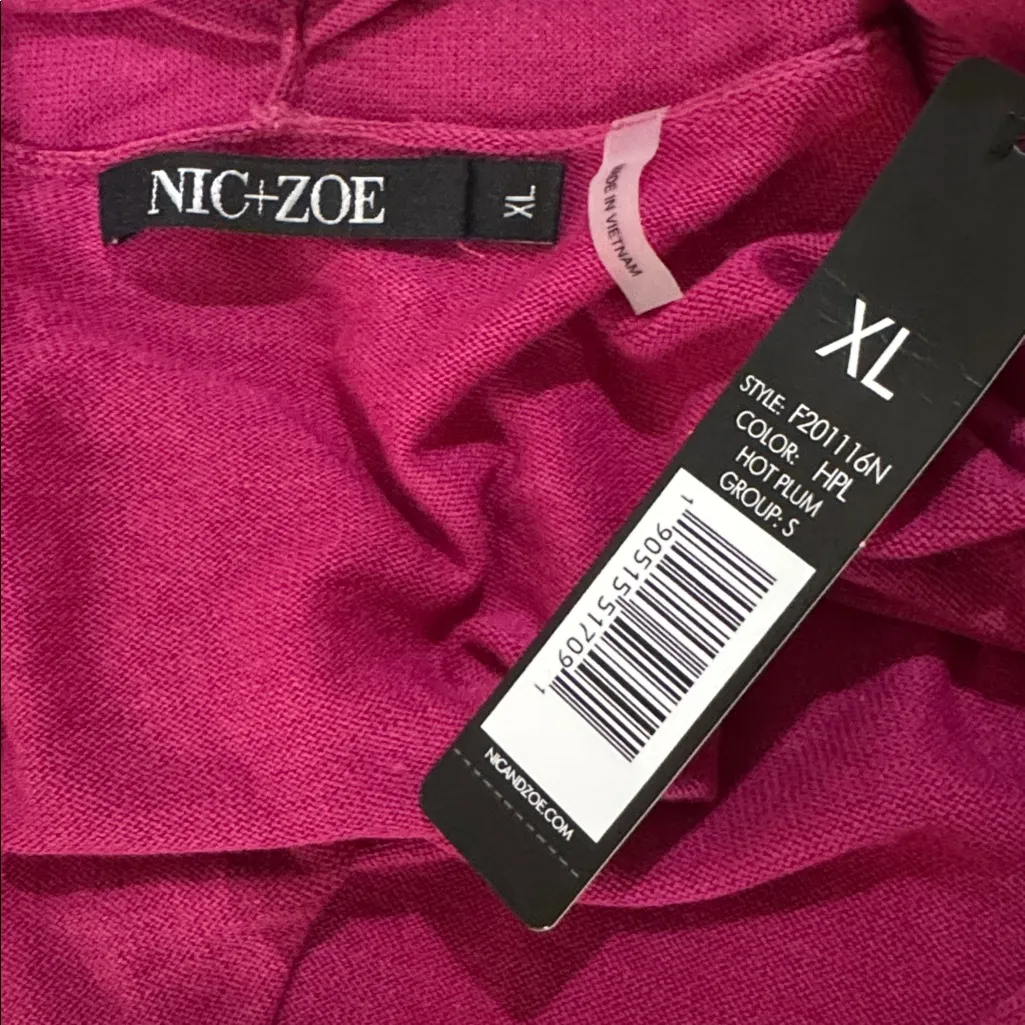 NIC+ZOE
XL
MADE IN VIETNAM
XL
STYLE: F201116N
COLOR: HPL
HOT PLUM
GROUP: S
1 90515 51709 1
NICANDZOE.COM